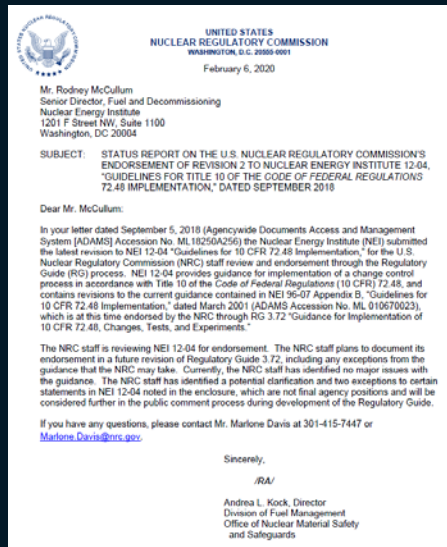 UNITED STATES
NUCLEAR REGULATORY COMMISSION
WASHINGTON, D.C. 20555-0001
February 6, 2020
Mr. Rodney McCullum
Senior Director, Fuel and Decommissioning
Nuclear Energy Institute
1201 F Street NW, Suite 1100
Washington, DC 20004
SUBJECT: STATUS REPORT ON THE U.S. NUCLEAR REGULATORY COMMISSION'S
ENDORSEMENT OF REVISION 2 TO NUCLEAR ENERGY INSTITUTE 12-04,
"GUIDELINES FOR TITLE 10 OF THE CODE OF FEDERAL REGULATIONS
72.48 IMPLEMENTATION," DATED SEPTEMBER 2018
Dear Mr. McCullum:
In your letter dated September 5, 2018 (Agencywide Documents Access and Management
System [ADAMS] Accession No. ML18250A256) the Nuclear Energy Institute (NEI) submitted
the latest revision to NEI 12-04 "Guidelines for 10 CFR 72.48 Implementation," for the U.S.
Nuclear Regulatory Commission (NRC) staff review and endorsement through the Regulatory
Guide (RG) process. NEI 12-04 provides guidance for implementation of a change control
process in accordance with Title 10 of the Code of Federal Regulations (10 CFR) 72.48, and
contains revisions to the current guidance contained in NEI 96-07 Appendix B, "Guidelines for
10 CFR 72.48 Implementation," dated March 2001 (ADAMS Accession No. ML 010670023),
which is at this time endorsed by the NRC through RG 3.72 "Guidance for Implementation of
10 CFR 72.48, Changes, Tests, and Experiments."
The NRC staff is reviewing NEI 12-04 for endorsement. The NRC staff plans to document its
endorsement in a future revision of Regulatory Guide 3.72, including any exceptions from the
guidance that the NRC may take. Currently, the NRC staff has identified no major issues with
the guidance. The NRC staff has identified a potential clarification and two exceptions to certain
statements in NEI 12-04 noted in the enclosure, which are not final agency positions and will be
considered further in the public comment process during development of the Regulatory Guide.
If you have any questions, please contact Mr. Marlone Davis at 301-415-7447 or
Marlone.Davis@nrc.gov.
Sincerely,
/RA/
Andrea L. Kock, Director
Division of Fuel Management
Office of Nuclear Material Safety
and Safeguards